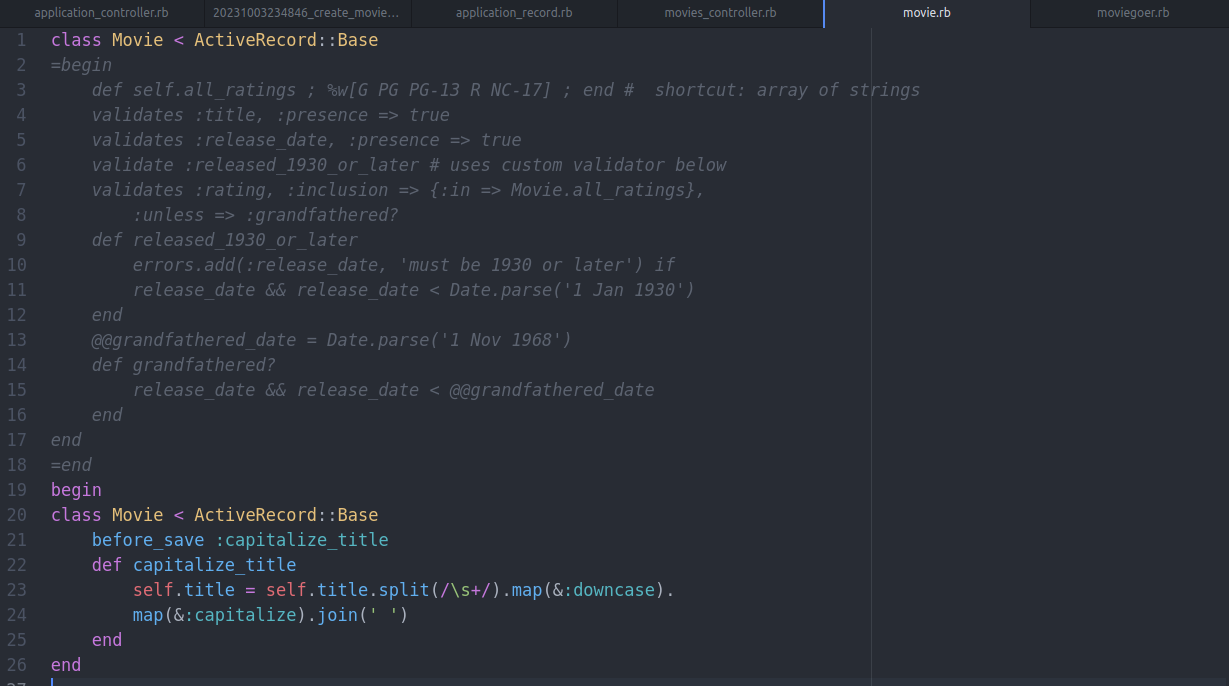 application_controller.rb 20231003234846_create_movie... application_record.rb movies_controller.rb movie.rb moviegoer.rb
1 class Movie < ActiveRecord::Base
2 =begin
3 def self.all_ratings ; %w[G PG PG-13 R NC-17] ; end #  shortcut: array of strings
4 validates :title, :presence => true
5 validates :release_date, :presence => true
6 validate :released_1930_or_later # uses custom validator below
7 validates :rating, :inclusion => {:in => Movie.all_ratings},
8 :unless => :grandfathered?
9 def released_1930_or_later
10 errors.add(:release_date, 'must be 1930 or later') if
11 release_date && release_date < Date.parse('1 Jan 1930')
12 end
13 @@grandfathered_date = Date.parse('1 Nov 1968')
14 def grandfathered?
15 release_date && release_date < @@grandfathered_date
16 end
17 end
18 =end
19 begin
20 class Movie < ActiveRecord::Base
21 before_save :capitalize_title
22 def capitalize_title
23 self.title = self.title.split(/\s+/).map(&:downcase).
24 map(&:capitalize).join(' ')
25 end
26 end
27